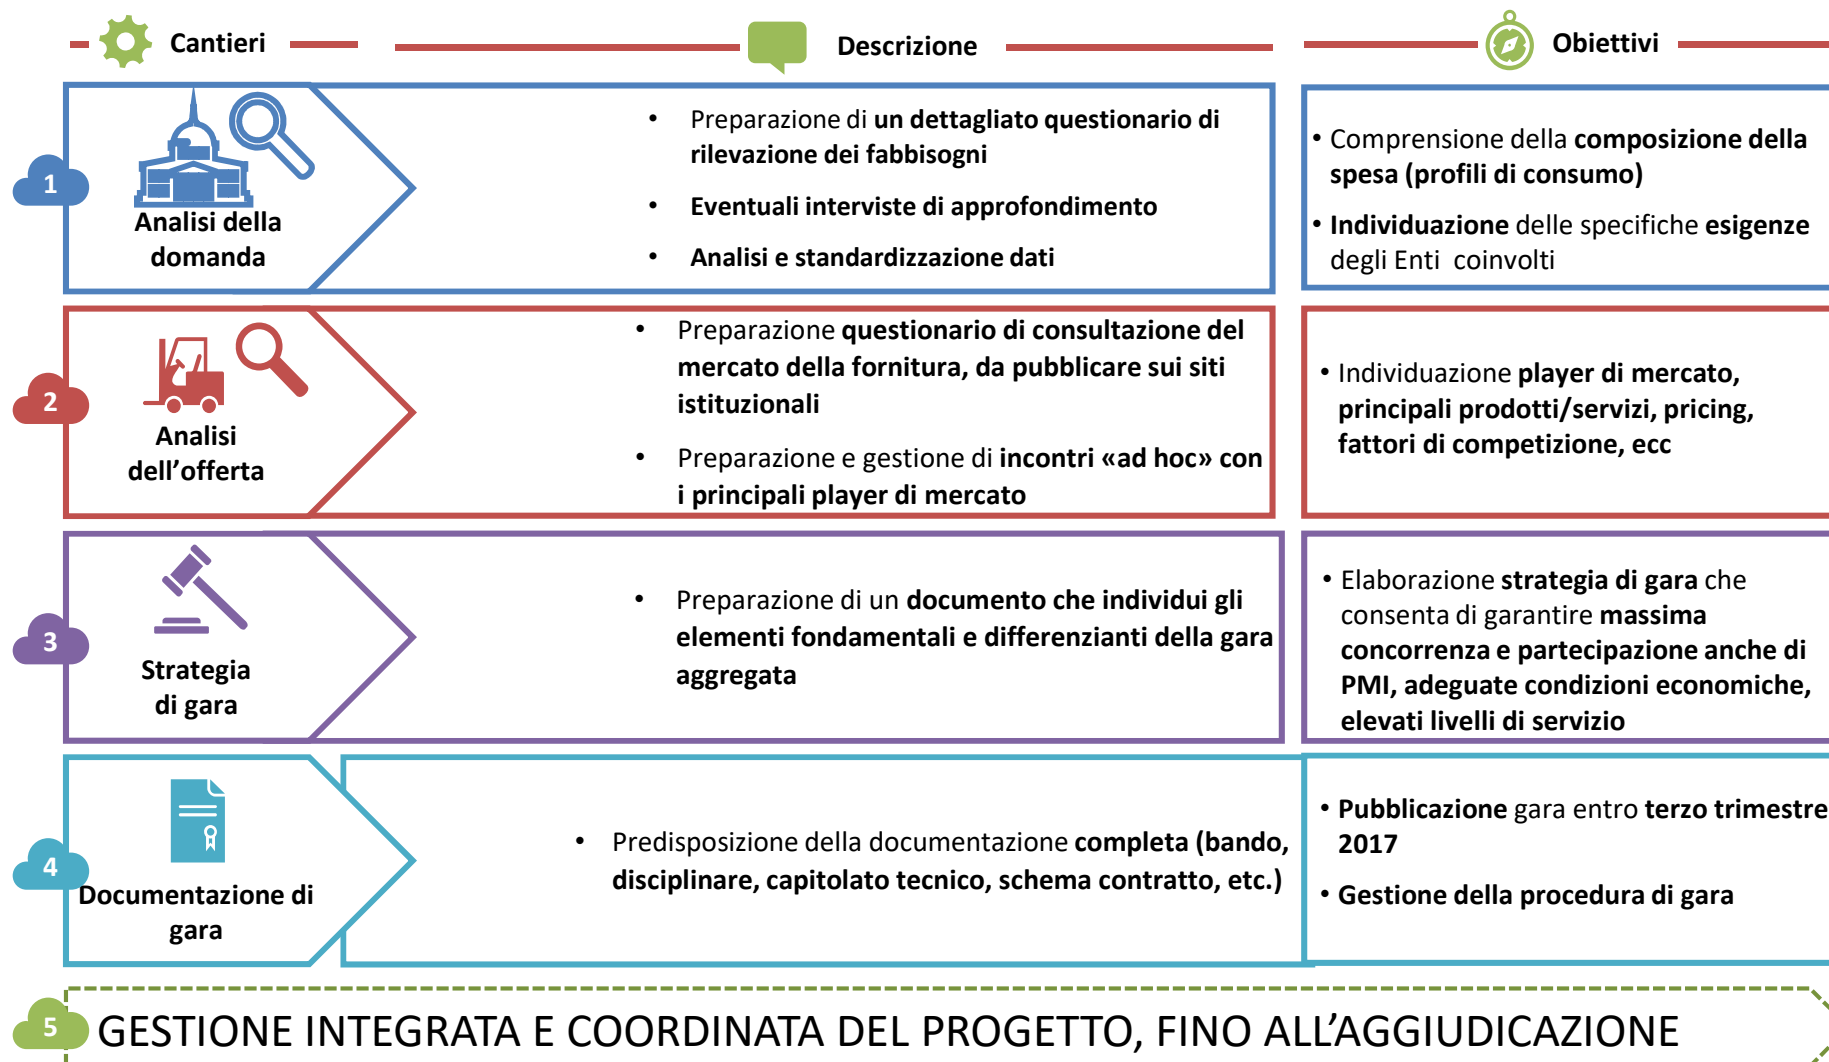 Cantieri
Descrizione
Obiettivi
1
Analisi della
domanda
• Preparazione di un dettagliato questionario di
rilevazione dei fabbisogni
• Eventuali interviste di approfondimento
• Analisi e standardizzazione dati
• Comprensione della composizione della
spesa (profili di consumo)
• Individuazione delle specifiche esigenze
degli Enti coinvolti
2
Analisi
dell’offerta
• Preparazione questionario di consultazione del
mercato della fornitura, da pubblicare sui siti
istituzionali
• Preparazione e gestione di incontri «ad hoc» con
i principali player di mercato
• Individuazione player di mercato,
principali prodotti/servizi, pricing,
fattori di competizione, ecc
3
Strategia
di gara
• Preparazione di un documento che individui gli
elementi fondamentali e differenzianti della gara
aggregata
• Elaborazione strategia di gara che
consenta di garantire massima
concorrenza e partecipazione anche di
PMI, adeguate condizioni economiche,
elevati livelli di servizio
4
Documentazione di
gara
• Predisposizione della documentazione completa (bando,
disciplinare, capitolato tecnico, schema contratto, etc.)
• Pubblicazione gara entro terzo trimestre
2017
• Gestione della procedura di gara
5
GESTIONE INTEGRATA E COORDINATA DEL PROGETTO, FINO ALL’AGGIUDICAZIONE